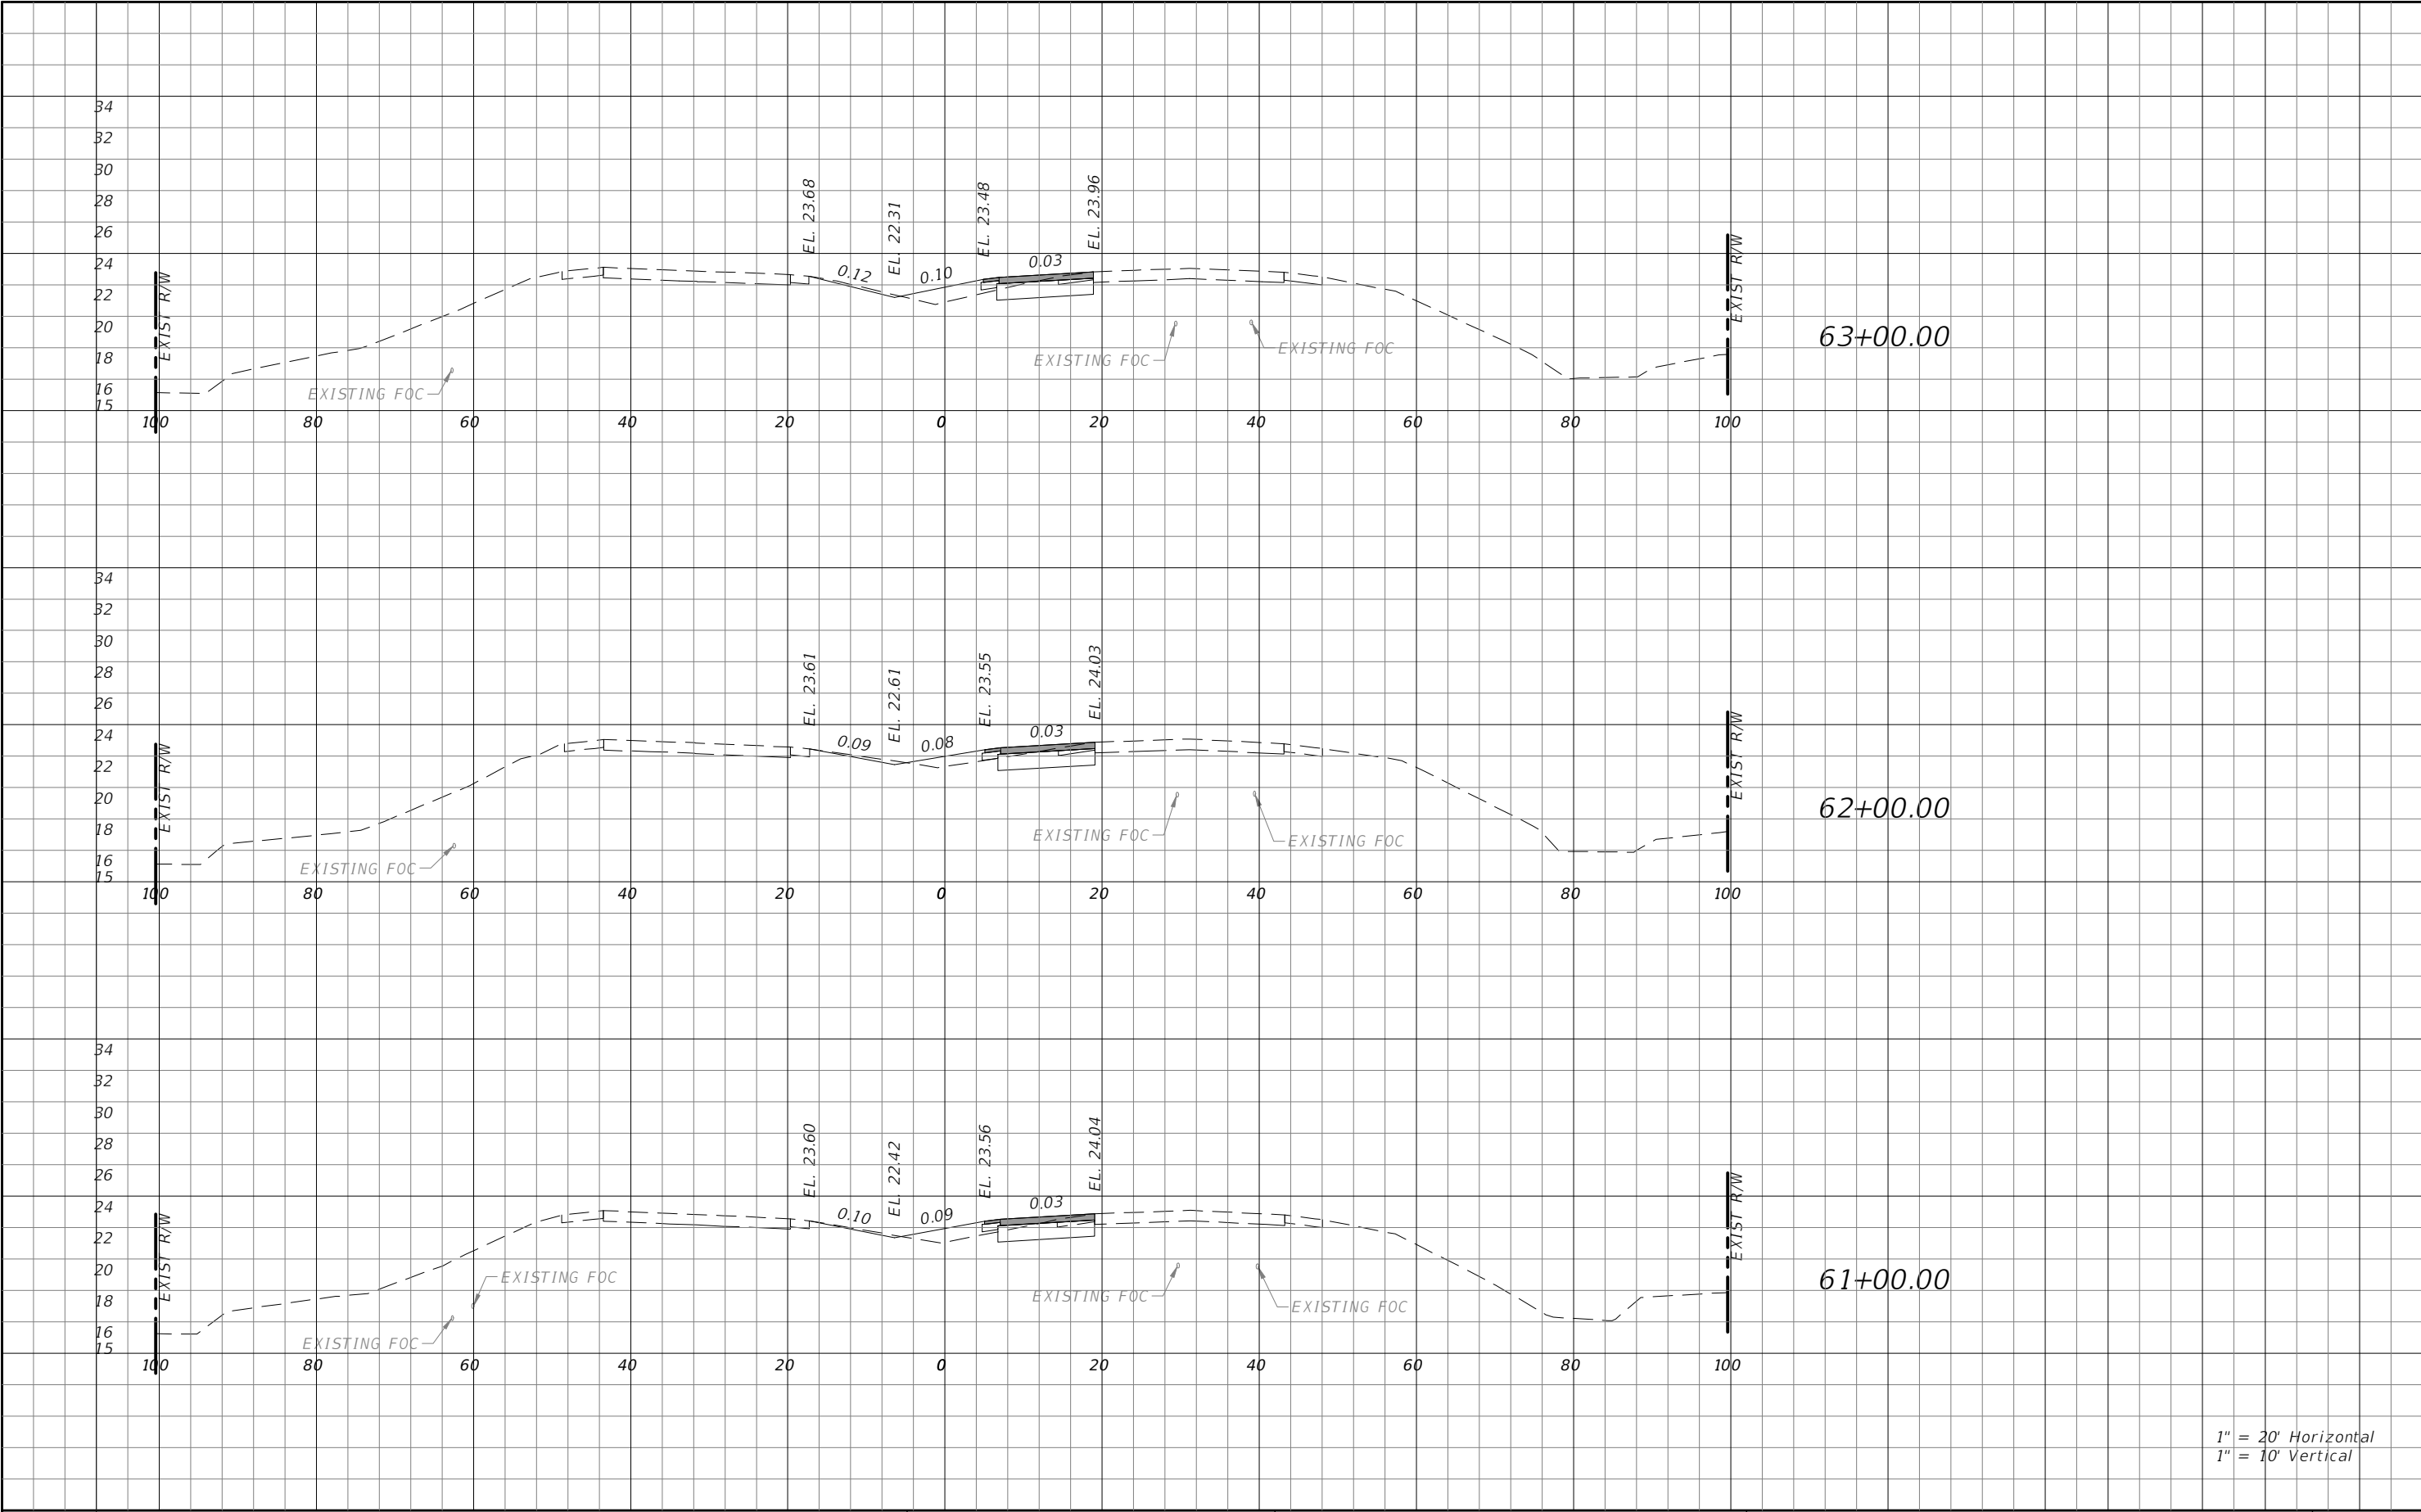 34
32
30
28
26
24
22
20
18
16
15
EXIST R/W
EL. 23.68
EL. 22.31
EL. 23.48
EL. 23.96
0.12
0.10
0.03
EXIST R/W
EXISTING FOC
EXISTING FOC
EXISTING FOC
63+00.00
100 80 60 40 20 0 20 40 60 80 100
34
32
30
28
26
24
22
20
18
16
15
EXIST R/W
EL. 23.61
EL. 22.61
EL. 23.55
EL. 24.03
0.09
0.08
0.03
EXIST R/W
EXISTING FOC
EXISTING FOC
EXISTING FOC
62+00.00
100 80 60 40 20 0 20 40 60 80 100
34
32
30
28
26
24
22
20
18
16
15
EXIST R/W
EL. 23.60
EL. 22.42
EL. 23.56
EL. 24.04
0.10
0.09
0.03
EXIST R/W
EXISTING FOC
EXISTING FOC
EXISTING FOC
EXISTING FOC
61+00.00
100 80 60 40 20 0 20 40 60 80 100
1" = 20' Horizontal
1" = 10' Vertical